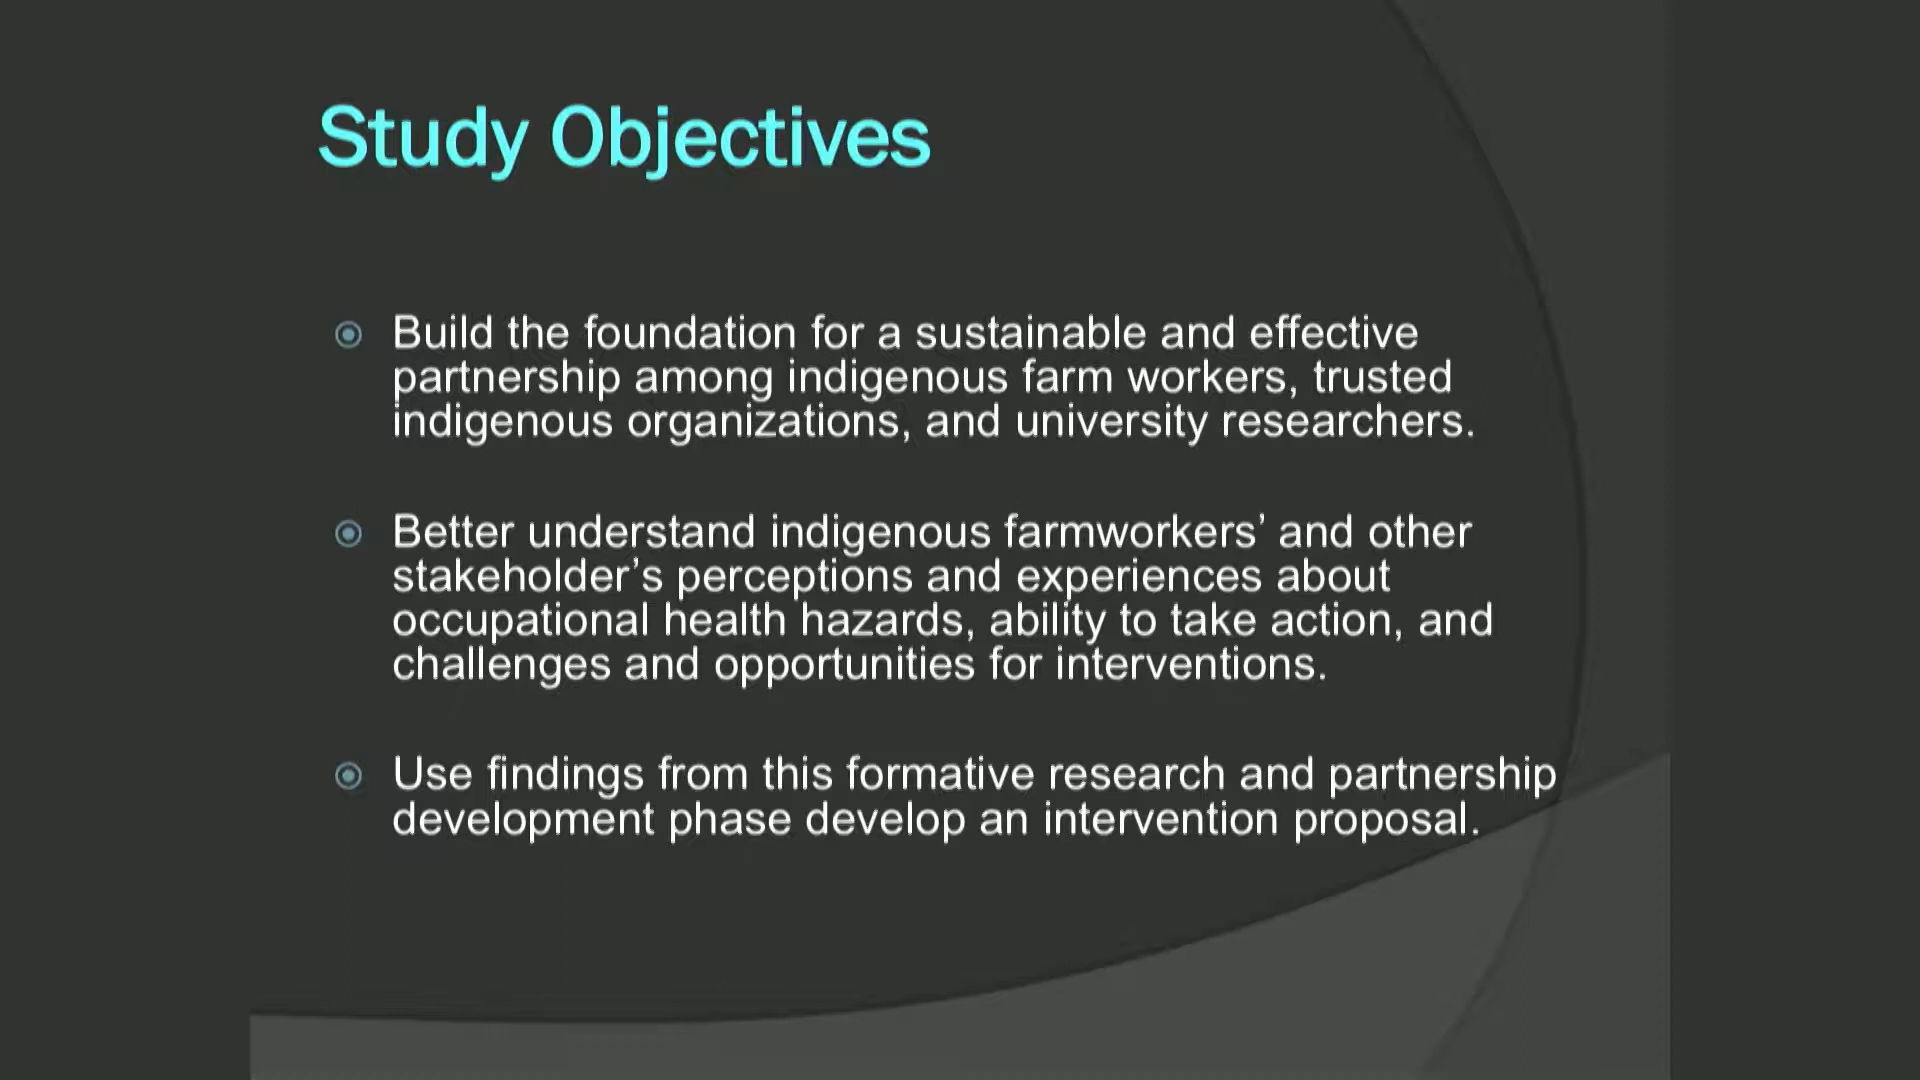 Study Objectives
Build the foundation for a sustainable and effective
partnership among indigenous farm workers, trusted
indigenous organizations, and university researchers.
Better understand indigenous farmworkers’ and other
stakeholder’s perceptions and experiences about
occupational health hazards, ability to take action, and
challenges and opportunities for interventions.
Use findings from this formative research and partnership
development phase develop an intervention proposal.